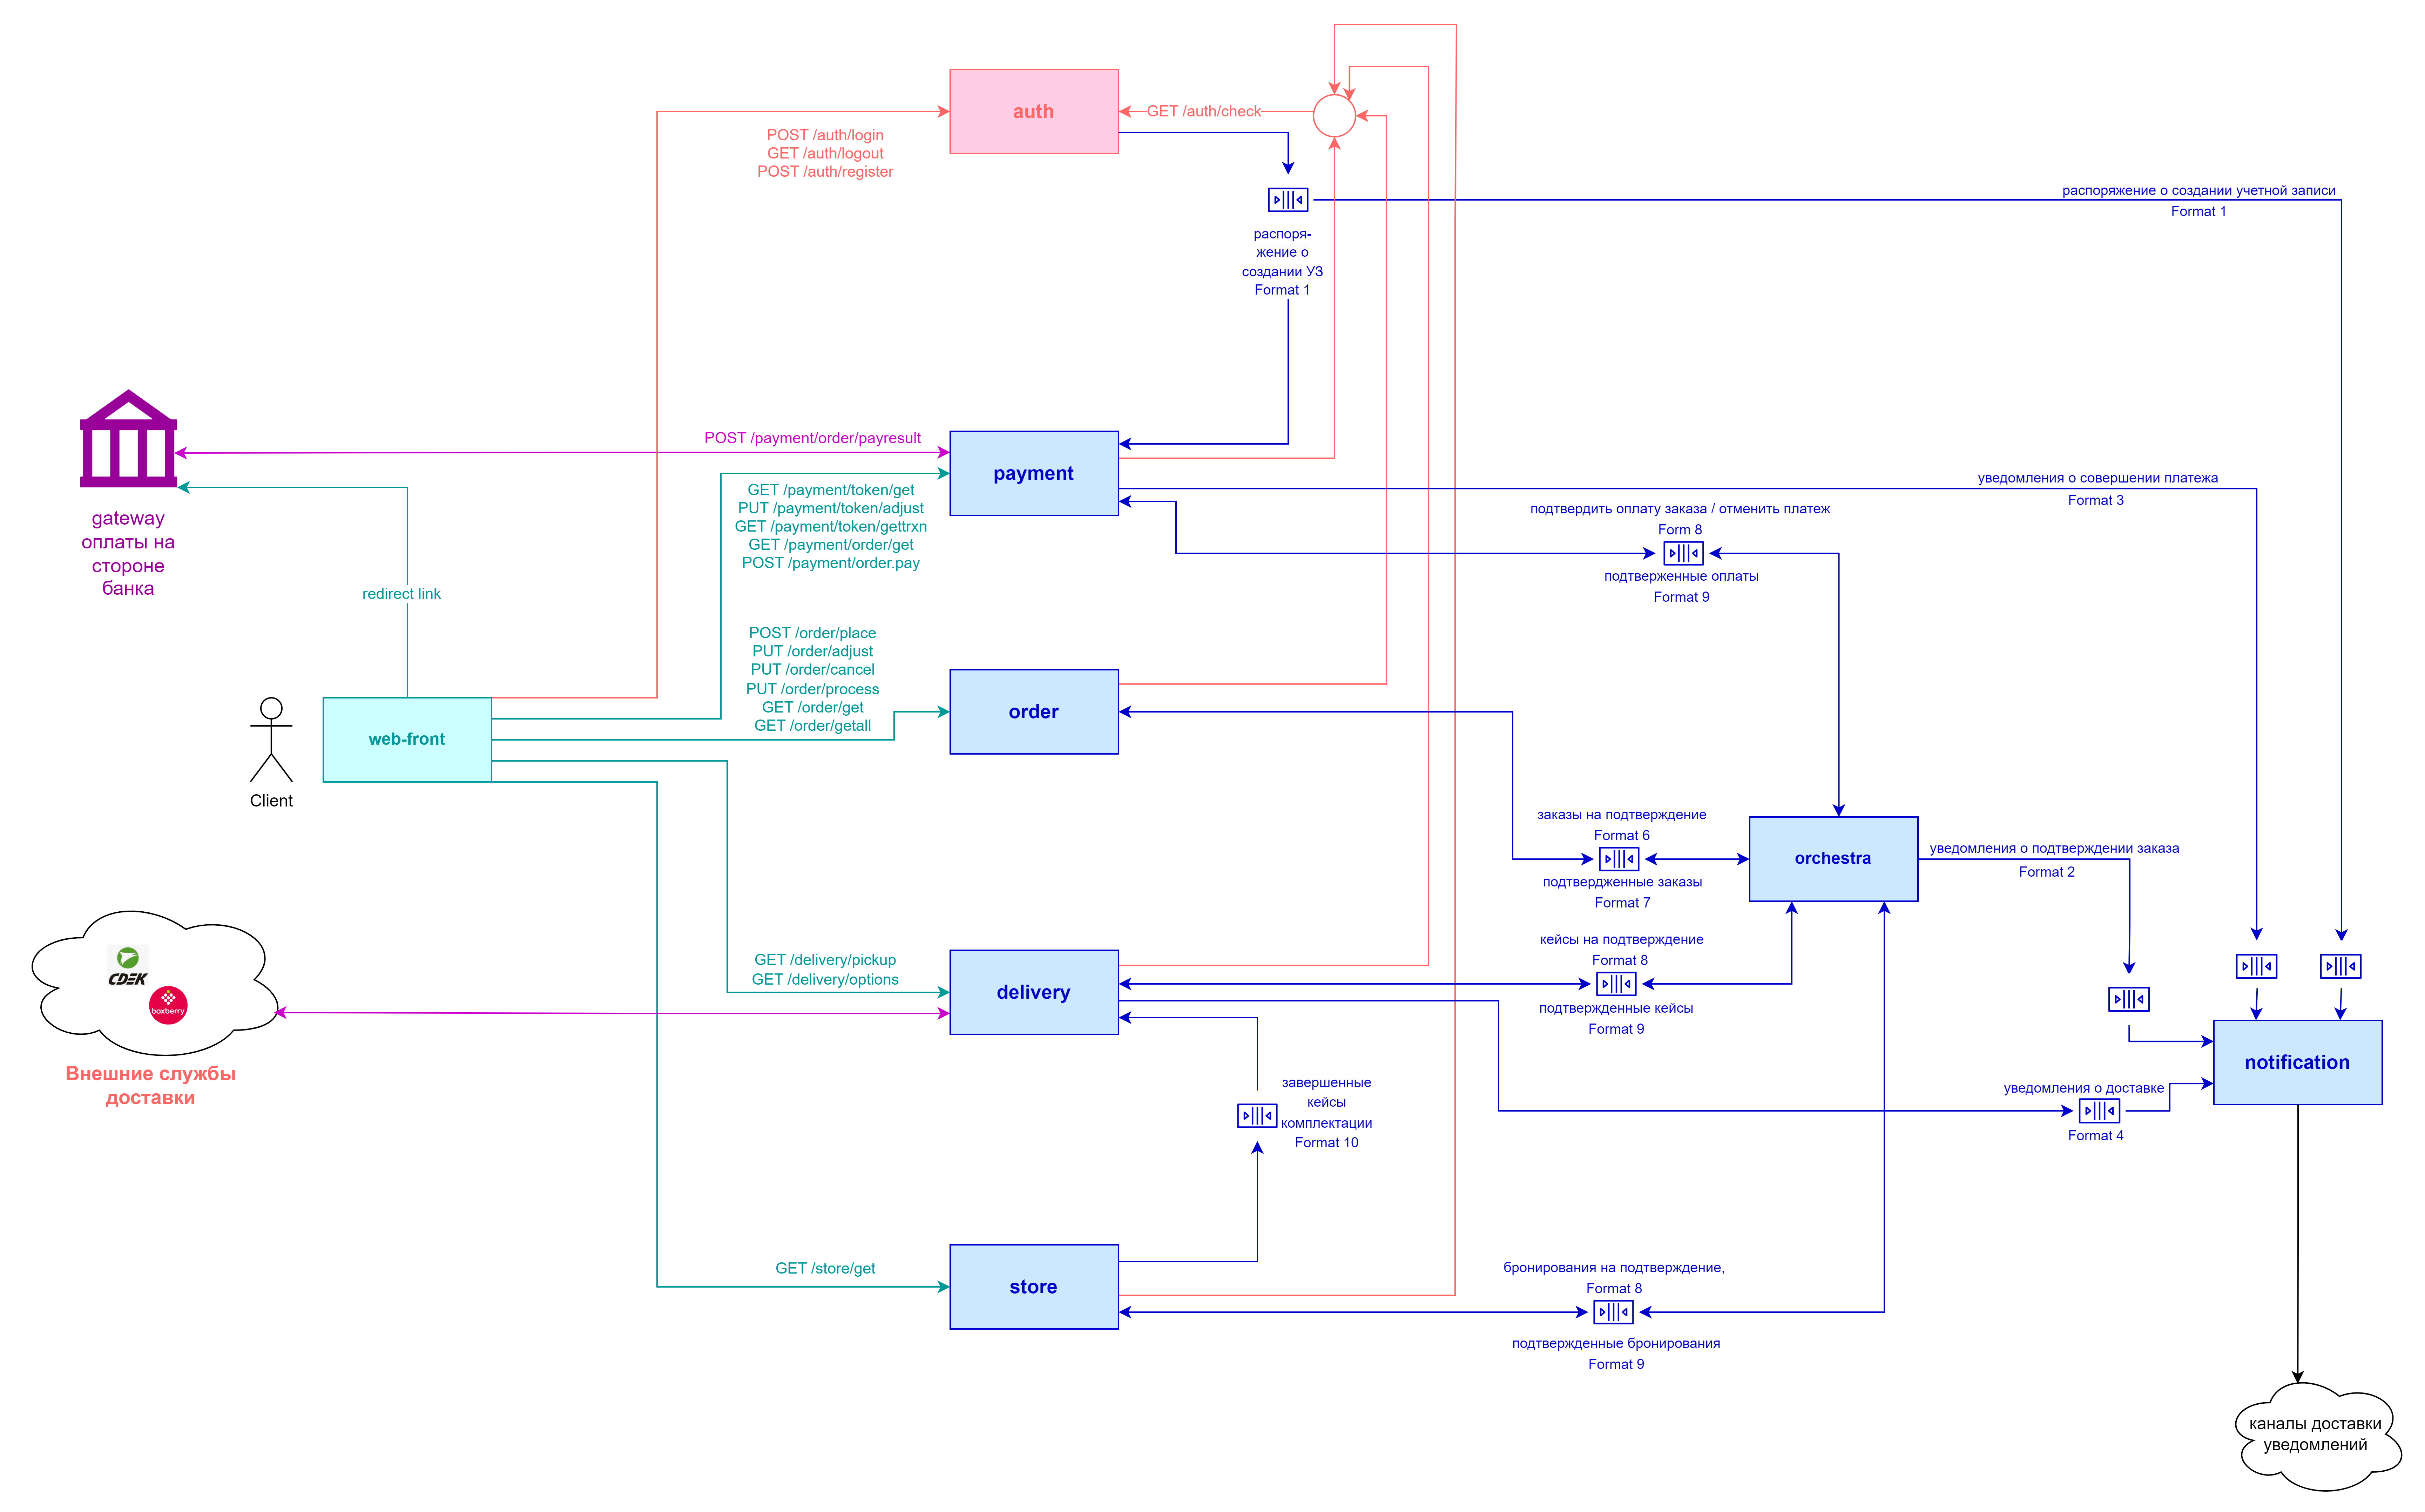 auth
GET /auth/check
POST /auth/login
GET /auth/logout
POST /auth/register
распоряжение о создании учетной записи
Format 1
распоря-
жение о
создании УЗ
Format 1
POST /payment/order/payresult
payment
GET /payment/token/get
PUT /payment/token/adjust
GET /payment/token/gettrxn
GET /payment/order/get
POST /payment/order.pay
уведомления о совершении платежа
Format 3
подтвердить оплату заказа / отменить платеж
Form 8
подтверженные оплаты
Format 9
gateway
оплаты на
стороне
банка
redirect link
POST /order/place
PUT /order/adjust
PUT /order/cancel
PUT /order/process
GET /order/get
GET /order/getall
order
web-front
Client
заказы на подтверждение
Format 6
подтвердженные заказы
Format 7
orchestra
уведомления о подтверждении заказа
Format 2
CDEK
boxberry
Внешние службы
доставки
GET /delivery/pickup
GET /delivery/options
delivery
кейсы на подтверждение
Format 8
подтвержденные кейсы
Format 9
notification
завершенные
кейсы
комплектации
Format 10
уведомления о доставке
Format 4
GET /store/get
store
бронирования на подтверждение,
Format 8
подтвержденные бронирования
Format 9
каналы доставки
уведомлений